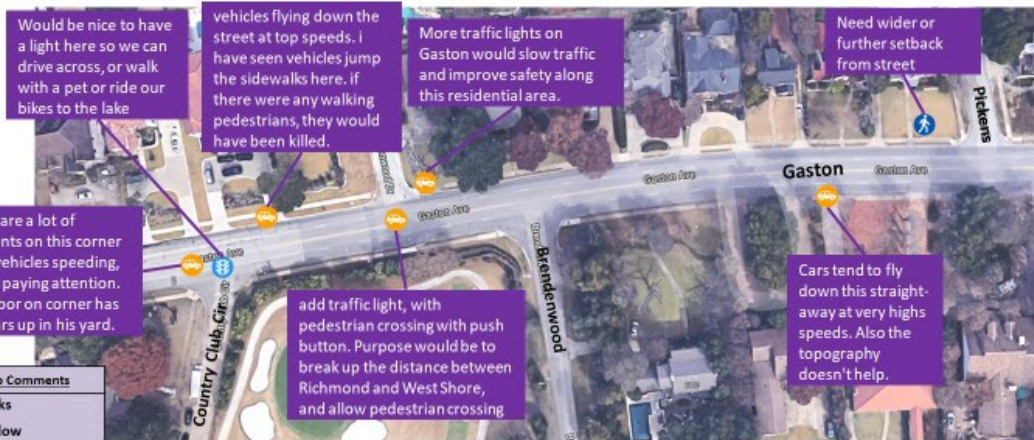 Would be nice to have
a light here so we can
drive across, or walk
with a pet or ride our
bikes to the lake
vehicles flying down the
street at top speeds. i
have seen vehicles jump
the sidewalks here. if
there were any walking
pedestrians, they would
have been killed.
More traffic lights on
Gaston would slow traffic
and improve safety along
this residential area.
Need wider or
further setback
from street
Pickens
Gaston
Gaston Ave
Gaston Ave
Gaston Ave
are a lot of
on this corner
vehicles speeding,
paying attention.
on corner has
up in his yard.
Country Club Cir
Brendenwood
add traffic light, with
pedestrian crossing with push
button. Purpose would be to
break up the distance between
Richmond and West Shore,
and allow pedestrian crossing
Cars tend to fly
down this straight-
away at very highs
speeds. Also the
topography
doesn't help.
Comments